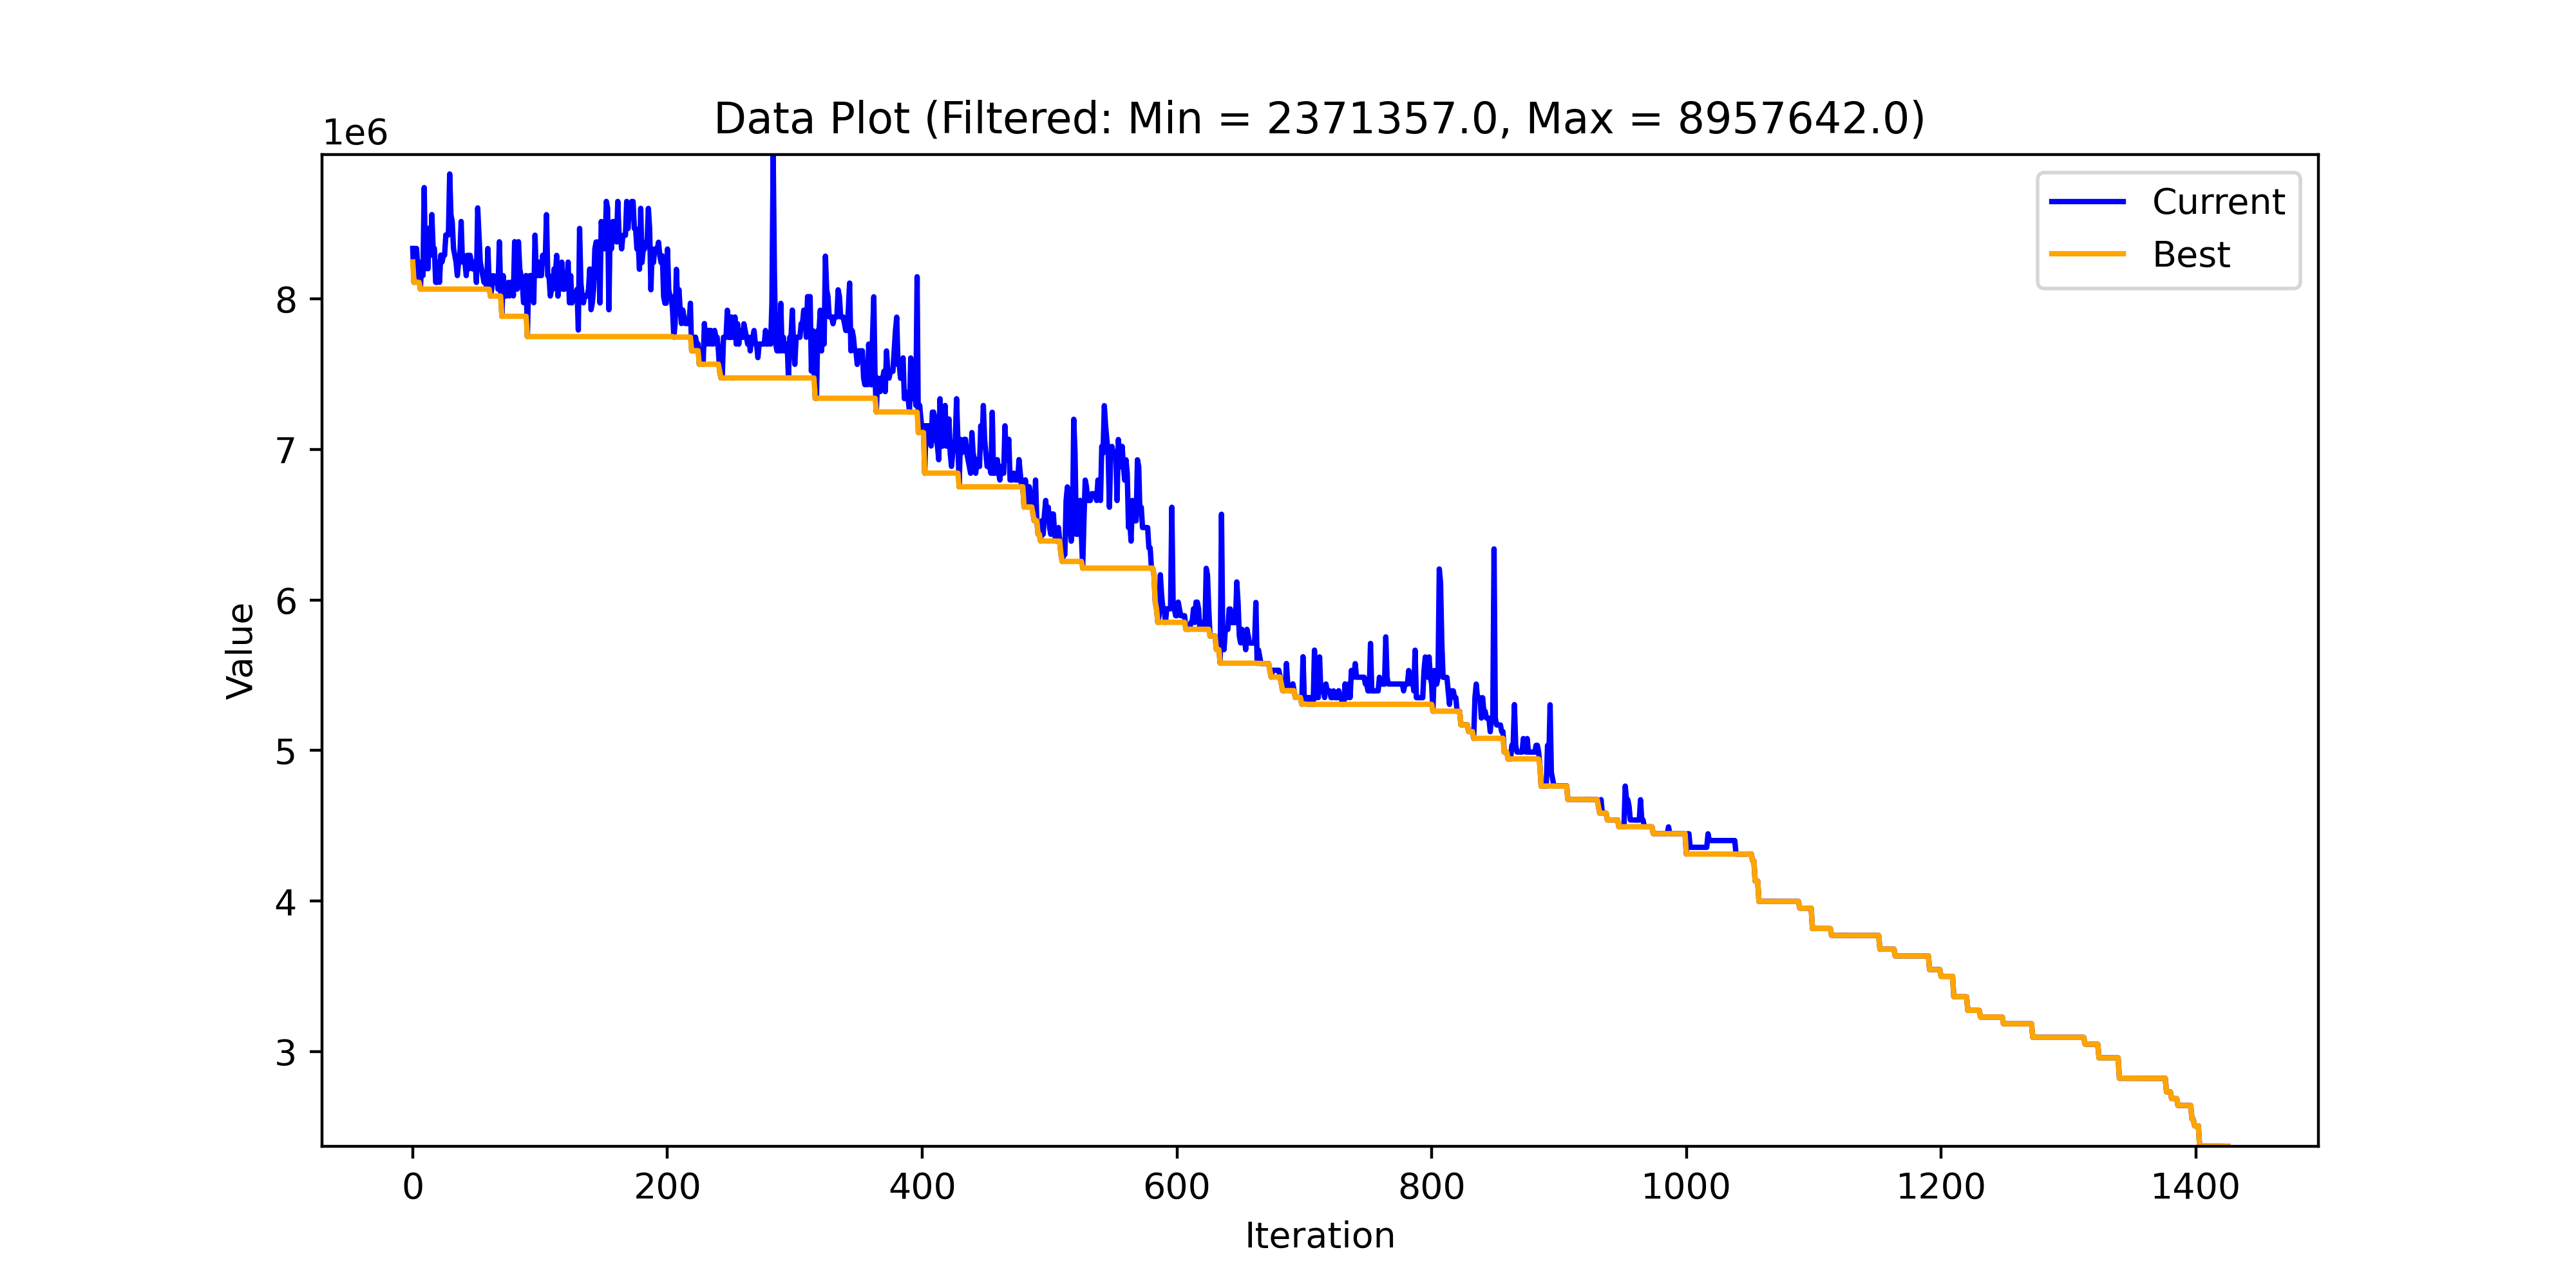 Data Plot (Filtered: Min = 2371357.0, Max = 8957642.0)
1e6
Current
Best
8
7
6
5
4
3
Value
0 200 400 600 800 1000 1200 1400
Iteration